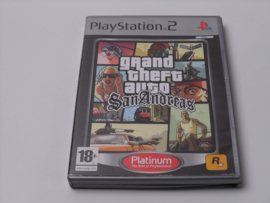 PlayStation 2
grand
theft
auto
San Andreas
18+
Platinum
R